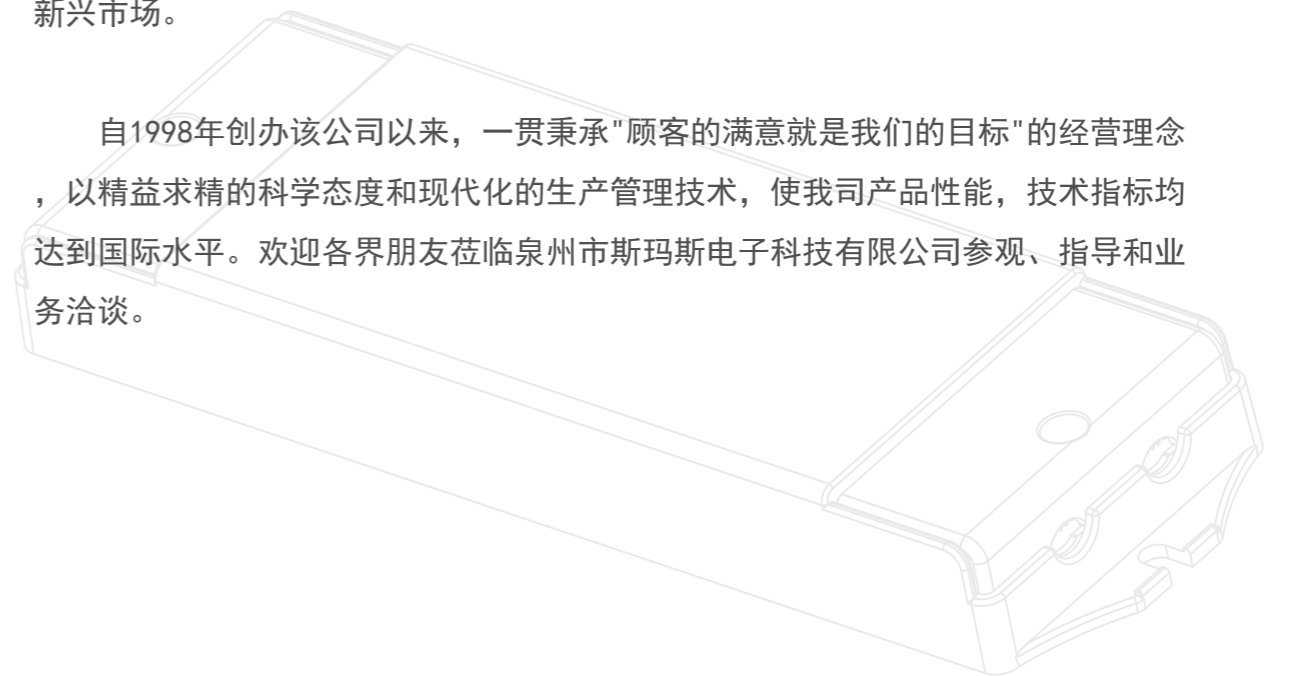 新兴市场。
自1998年创办该公司以来，一贯秉承"顾客的满意就是我们的目标"的经营理念
，以精益求精的科学态度和现代化的生产管理技术，使我司产品性能，技术指标均
达到国际水平。欢迎各界朋友莅临泉州市斯玛斯电子科技有限公司参观、指导和业
务洽谈。